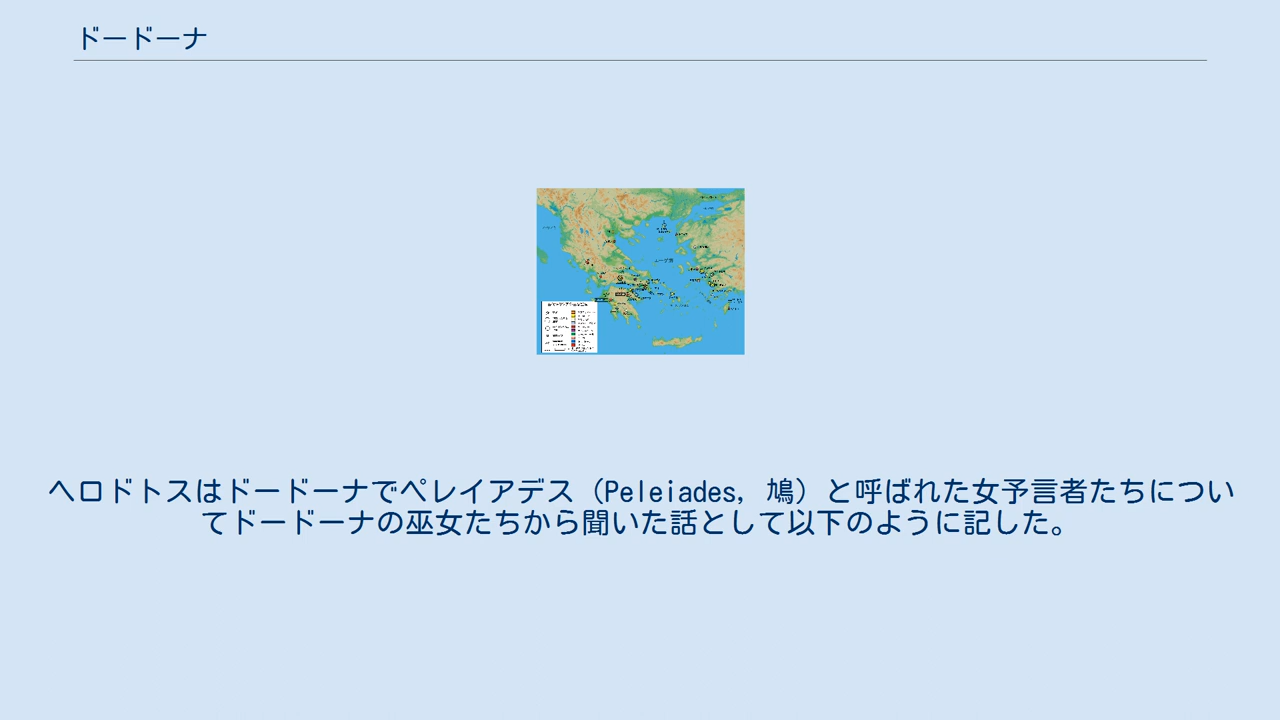 ドードーナ
ヘロドトスはドードーナでペレイアデス（Peleiades, 鳩）と呼ばれた女予言者たちについ
てドードーナの巫女たちから聞いた話として以下のように記した。